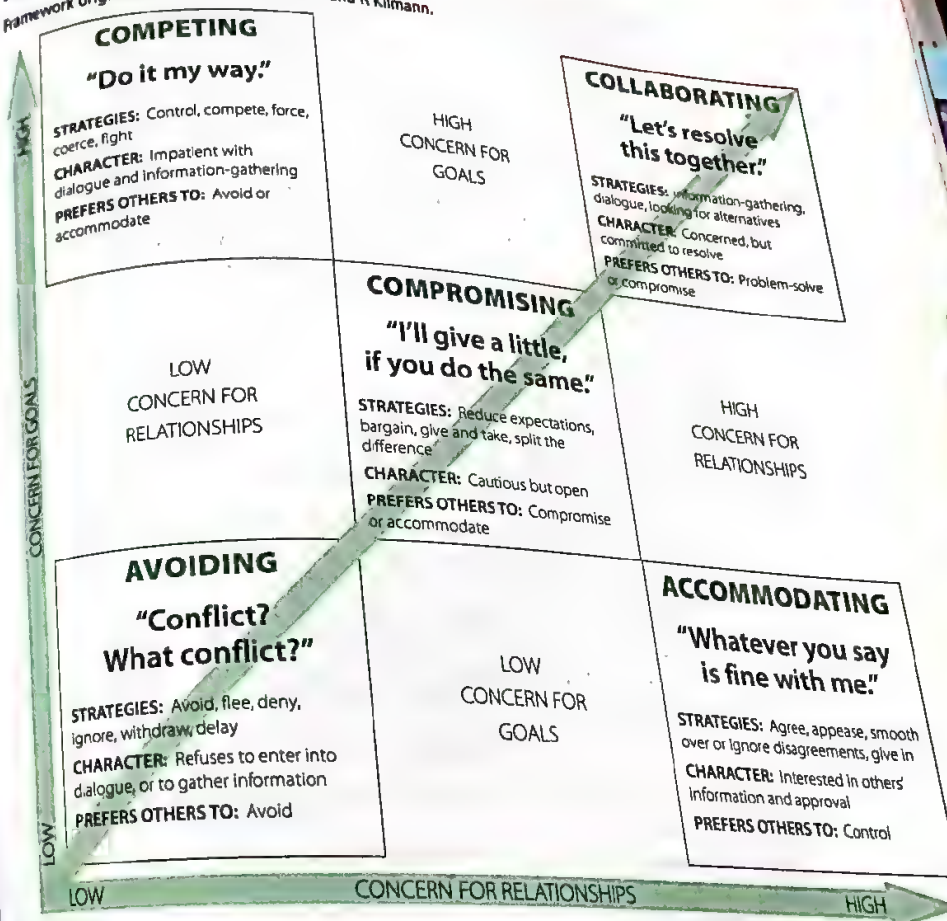 Framework
Kilmann.
COMPETING
"Do it my way."
STRATEGIES: Control, compete, force,
coerce, fight
CHARACTER: Impatient with
dialogue and information-gathering
PREFERS OTHERS TO: Avoid or
accommodate
HIGH
CONCERN FOR
GOALS
COLLABORATING
"Let's resolve
this together."
STRATEGIES: Information-gathering,
dialogue, looking for alternatives
CHARACTER: Concerned, but
committed to resolve
PREFERS OTHERS TO: Problem-solve
or compromise
LOW
CONCERN FOR
RELATIONSHIPS
COMPROMISING
"I'll give a little,
if you do the same."
STRATEGIES: Reduce expectations,
bargain, give and take, split the
difference
CHARACTER: Cautious but open
PREFERS OTHERS TO: Compromise
or accommodate
HIGH
CONCERN FOR
RELATIONSHIPS
AVOIDING
"Conflict?
What conflict?"
STRATEGIES: Avoid, flee, deny,
ignore, withdraw, delay
CHARACTER: Refuses to enter into
dialogue, or to gather information
PREFERS OTHERS TO: Avoid
LOW
CONCERN FOR
GOALS
ACCOMMODATING
"Whatever you say
is fine with me."
STRATEGIES: Agree, appease, smooth
over or ignore disagreements, give in
CHARACTER: Interested in others'
information and approval
PREFERS OTHERS TO: Control
HIGH
CONCERN FOR GOALS
LOW
LOW
CONCERN FOR RELATIONSHIPS
HIGH